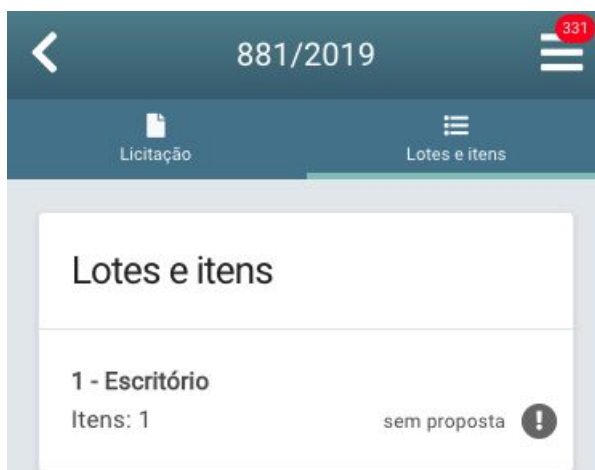 331
881/2019
Licitação
Lotes e itens
Lotes e itens
1 - Escritório
Itens: 1
sem proposta